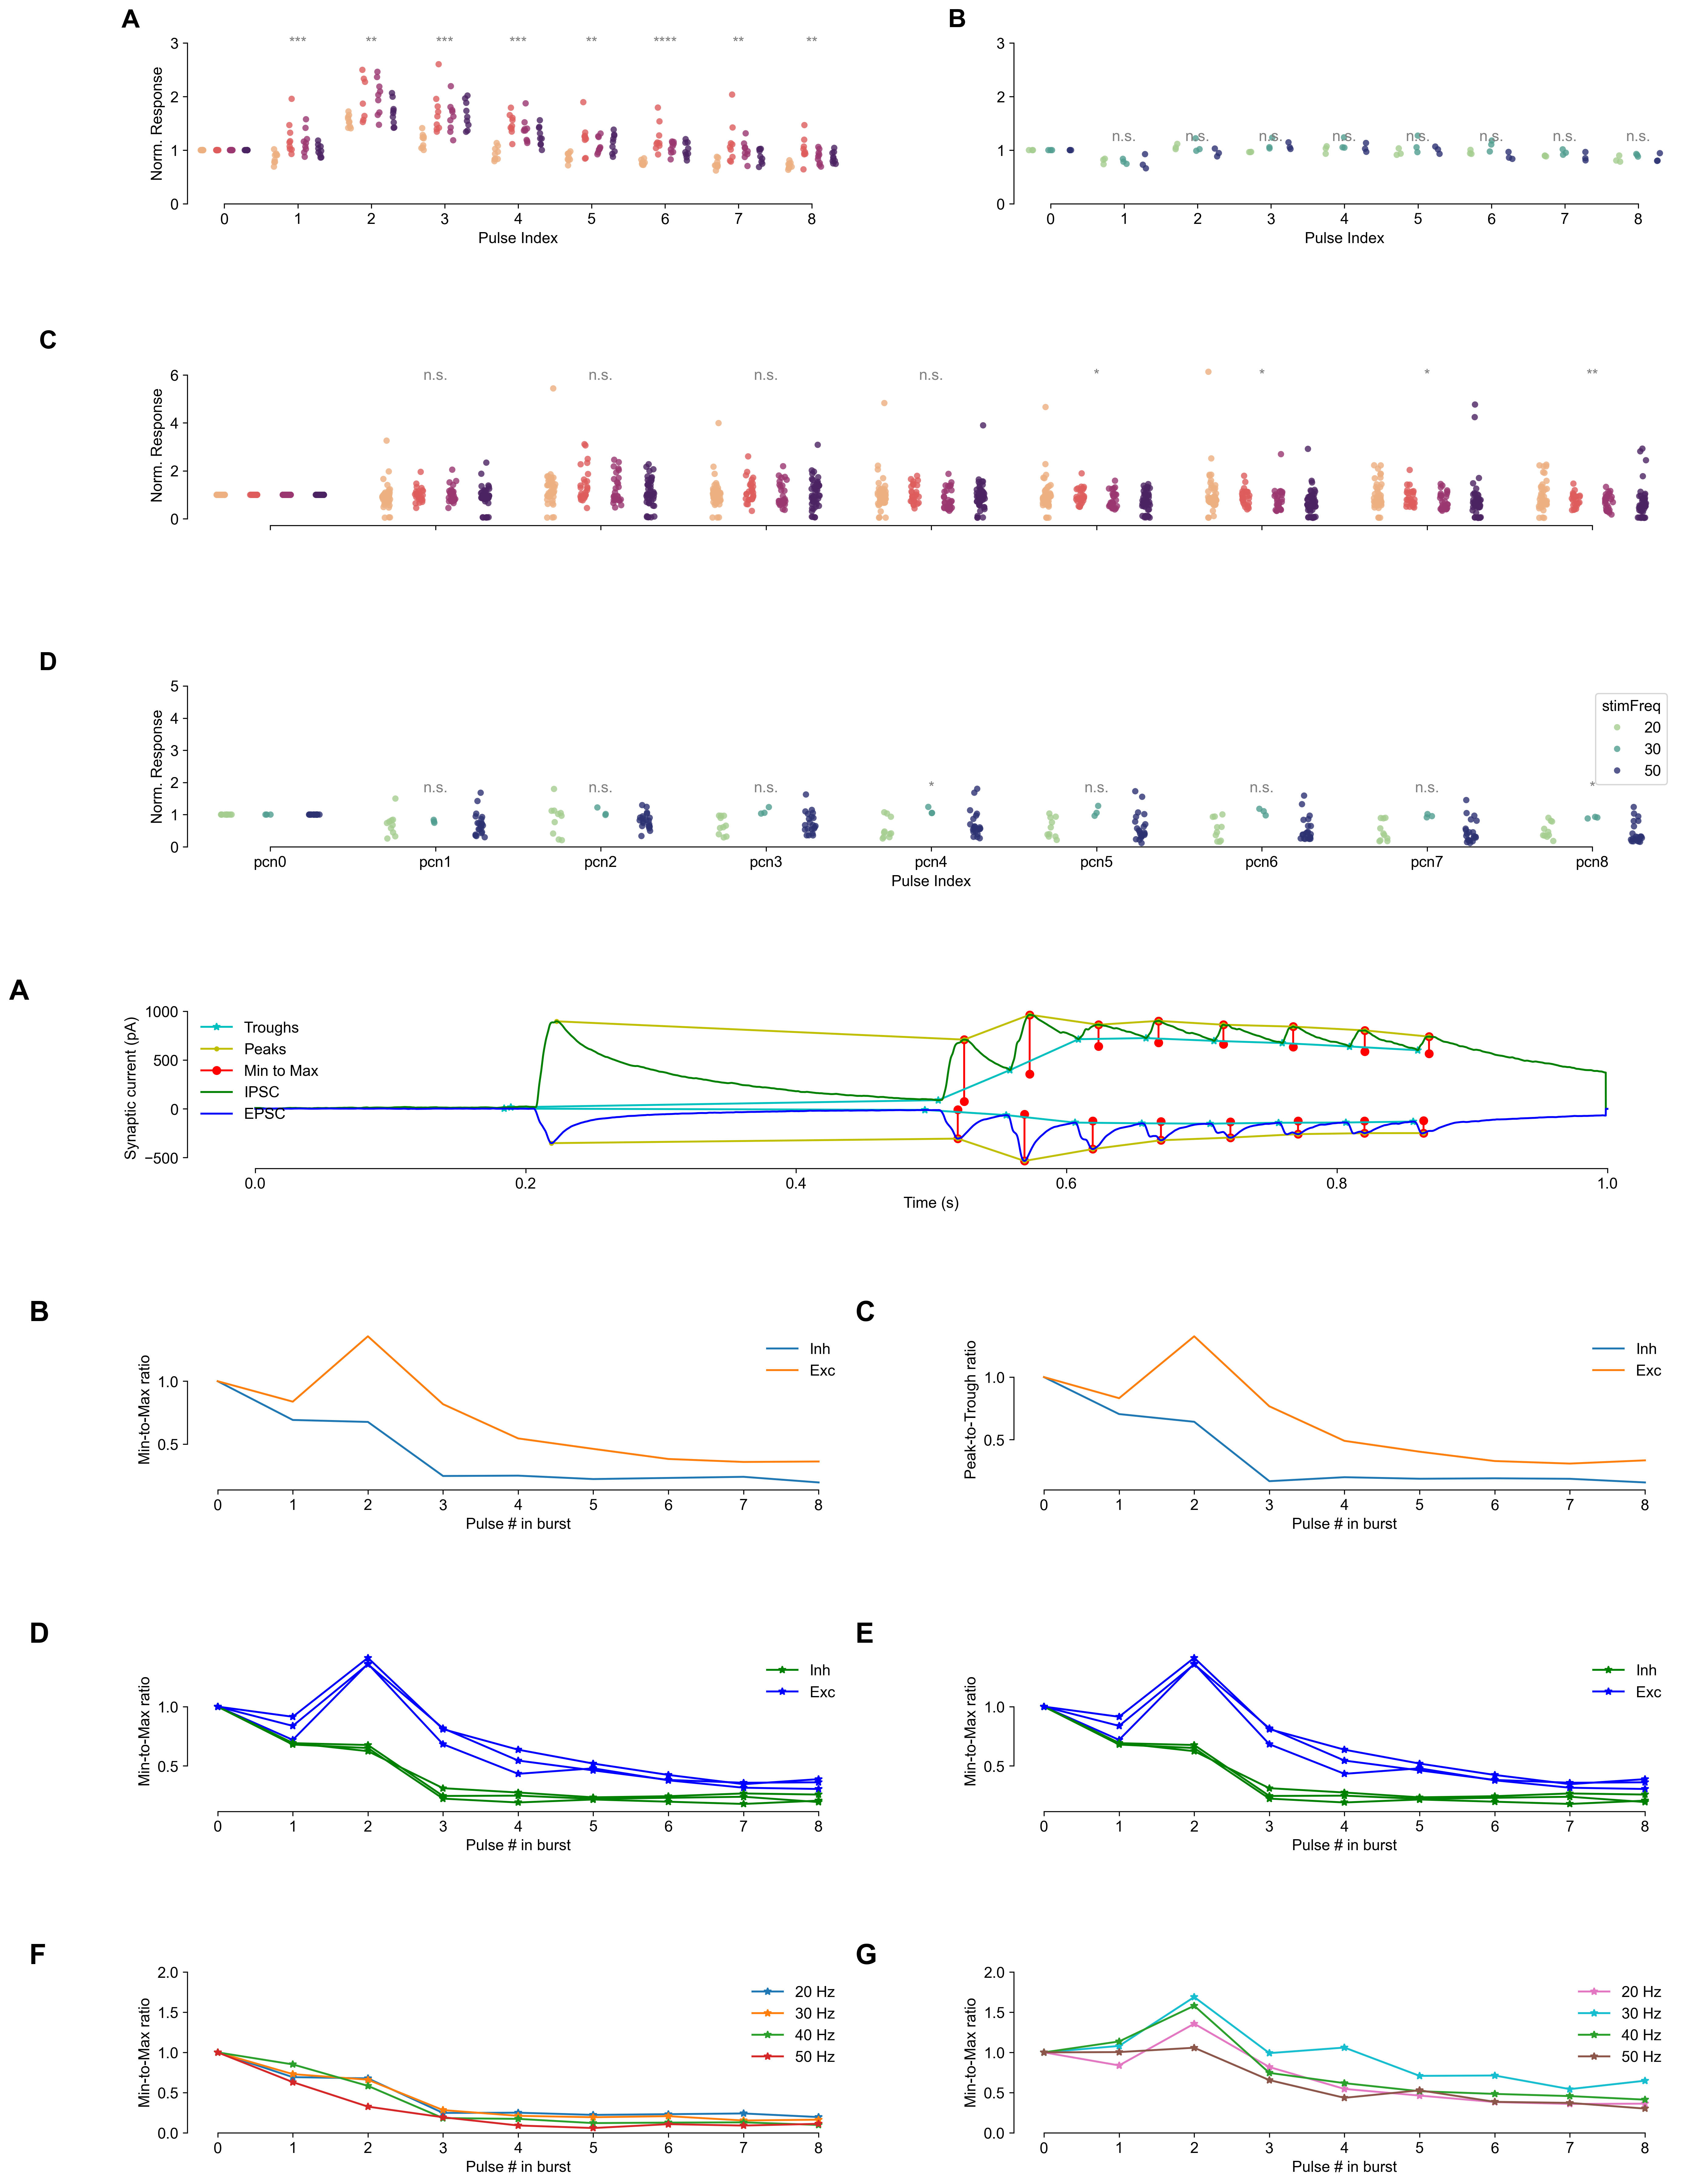 A
B
*** ** *** *** ** **** ** **
3
2
1
0
Norm. Response
0 1 2 3 4 5 6 7 8
Pulse Index
3
2
1
0
n.s. n.s. n.s. n.s. n.s. n.s. n.s. n.s.
0 1 2 3 4 5 6 7 8
Pulse Index
C
n.s. n.s. n.s. n.s. * * * **
6
4
2
0
Norm. Response
D
5
4
3
2
1
0
Norm. Response
n.s. n.s. n.s. * n.s. n.s. n.s. *
stimFreq
20
30
50
pcn0 pcn1 pcn2 pcn3 pcn4 pcn5 pcn6 pcn7 pcn8
Pulse Index
A
1000
500
0
−500
Synaptic current (pA)
Troughs
Peaks
Min to Max
IPSC
EPSC
0.0 0.2 0.4 0.6 0.8 1.0
Time (s)
B
1.0
0.5
Min-to-Max ratio
Inh
Exc
0 1 2 3 4 5 6 7 8
Pulse # in burst
C
1.0
0.5
Peak-to-Trough ratio
Inh
Exc
0 1 2 3 4 5 6 7 8
Pulse # in burst
D
1.0
0.5
Min-to-Max ratio
Inh
Exc
0 1 2 3 4 5 6 7 8
Pulse # in burst
E
1.0
0.5
Min-to-Max ratio
Inh
Exc
0 1 2 3 4 5 6 7 8
Pulse # in burst
F
2.0
1.5
1.0
0.5
0.0
Min-to-Max ratio
20 Hz
30 Hz
40 Hz
50 Hz
0 1 2 3 4 5 6 7 8
Pulse # in burst
G
2.0
1.5
1.0
0.5
0.0
Min-to-Max ratio
20 Hz
30 Hz
40 Hz
50 Hz
0 1 2 3 4 5 6 7 8
Pulse # in burst